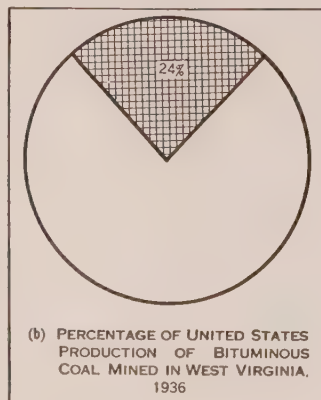 24%
(b) PERCENTAGE OF UNITED STATES
PRODUCTION OF BITUMINOUS
COAL MINED IN WEST VIRGINIA,
1936